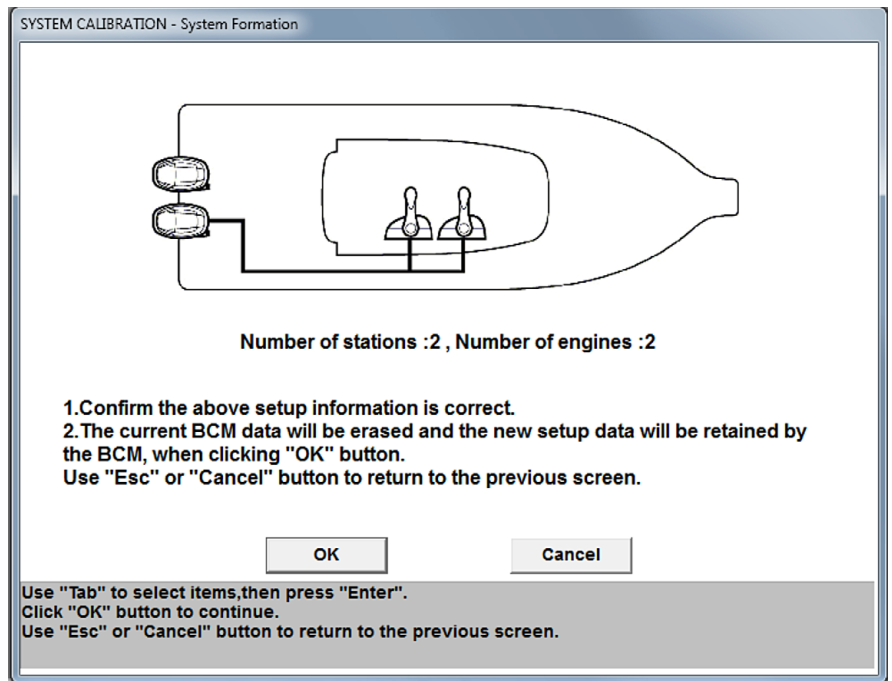 SYSTEM CALIBRATION - System Formation
Number of stations :2 , Number of engines :2
1.Confirm the above setup information is correct.
2.The current BCM data will be erased and the new setup data will be retained by
the BCM, when clicking "OK" button.
Use "Esc" or "Cancel" button to return to the previous screen.
OK
Cancel
Use "Tab" to select items,then press "Enter".
Click "OK" button to continue.
Use "Esc" or "Cancel" button to return to the previous screen.